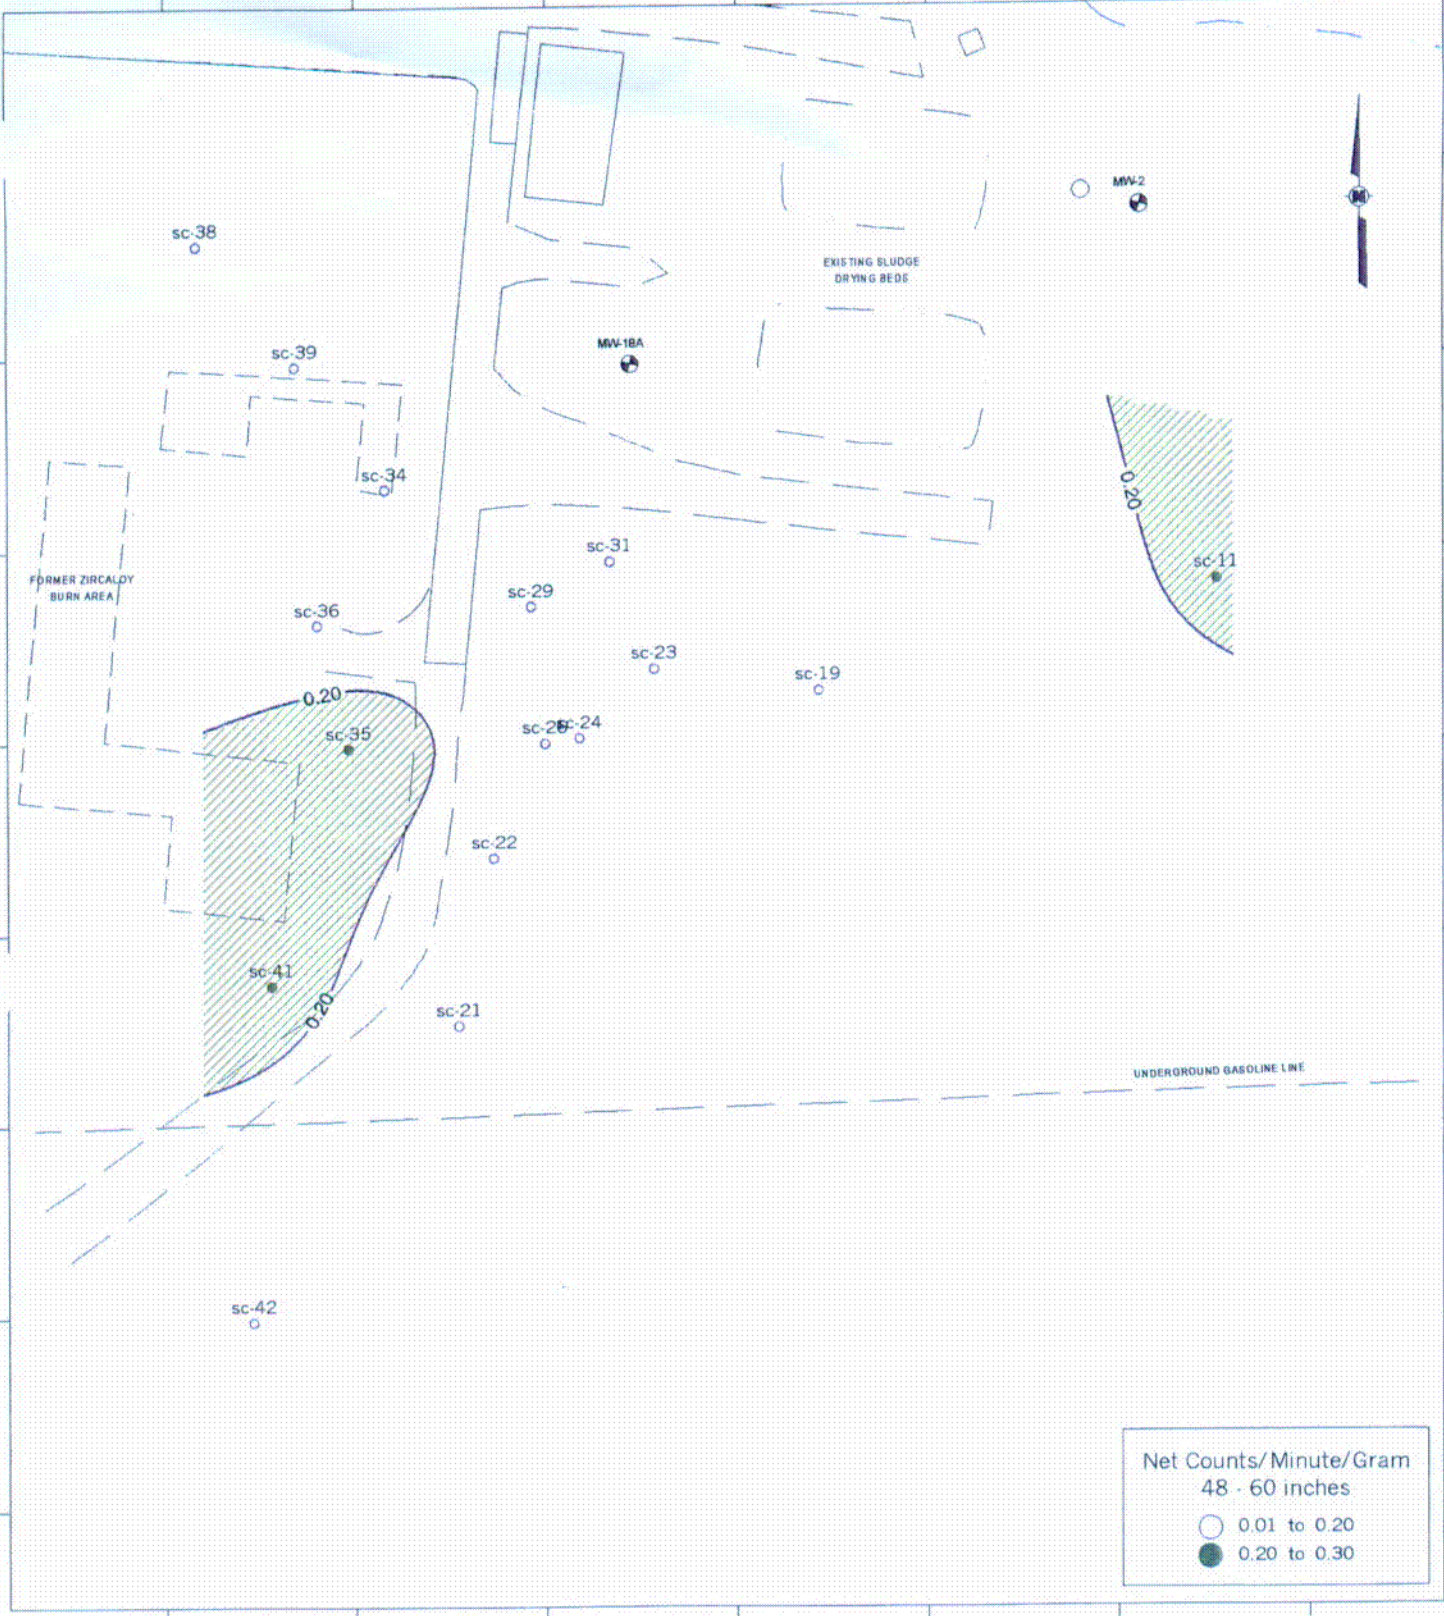 MW-2
sc-38
EXISTING SLUDGE
DRYING BEDS
MW-18A
sc-39
sc-34
0.20
sc-31
sc-11
FORMER ZIRCALOY
BURN AREA
sc-29
sc-36
sc-23
sc-19
0.20
sc-24
sc-35
sc-22
sc-41
0.20
sc-21
UNDERGROUND GASOLINE LINE
sc-42
Net Counts/Minute/Gram
48 - 60 inches
0.01 to 0.20
0.20 to 0.30